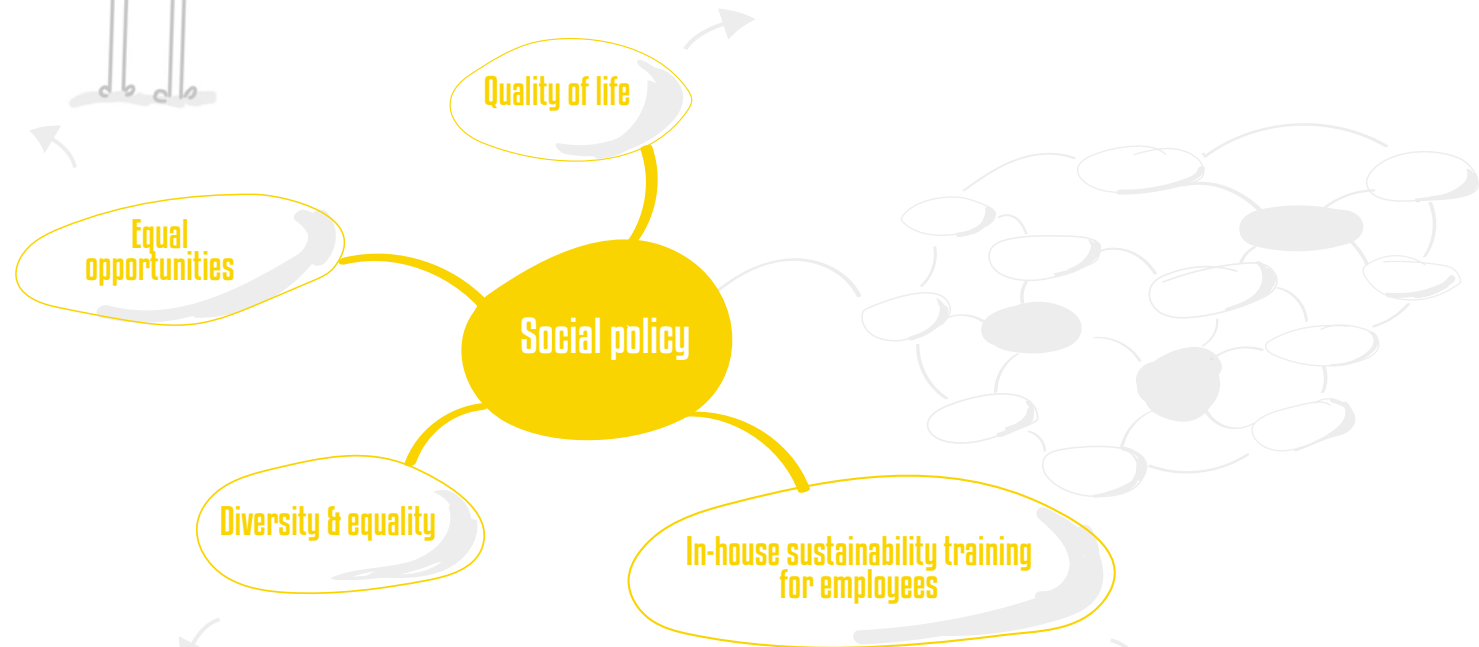 Quality of life
Equal
opportunities
Social policy
Diversity & equality
In-house sustainability training
for employees